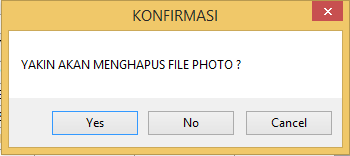 KONFIRMASI
YAKIN AKAN MENGHAPUS FILE PHOTO ?
Yes No Cancel